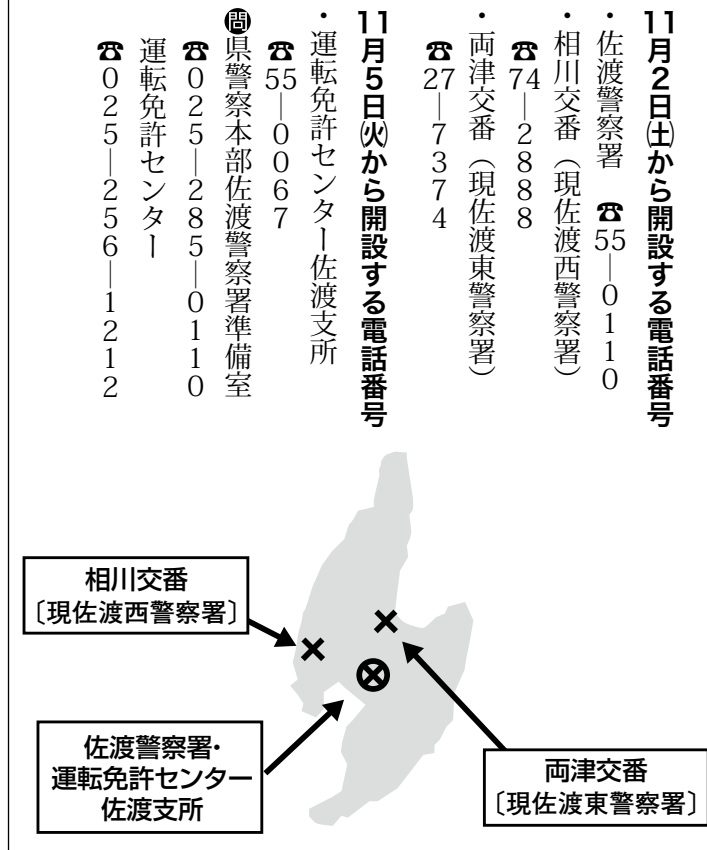 11月2日㈯から開設する電話番号
・佐渡警察署　☎55―0110
・相川交番（現佐渡西警察署）
☎74―2888
・両津交番（現佐渡東警察署）
☎27―7374
11月5日㈫から開設する電話番号
・運転免許センター佐渡支所
☎55―0067
問県警察本部佐渡警察署準備室
☎025―285―0110
運転免許センター
☎025―256―1212
相川交番
〔現佐渡西警察署〕
佐渡警察署・
運転免許センター
佐渡支所
両津交番
〔現佐渡東警察署〕